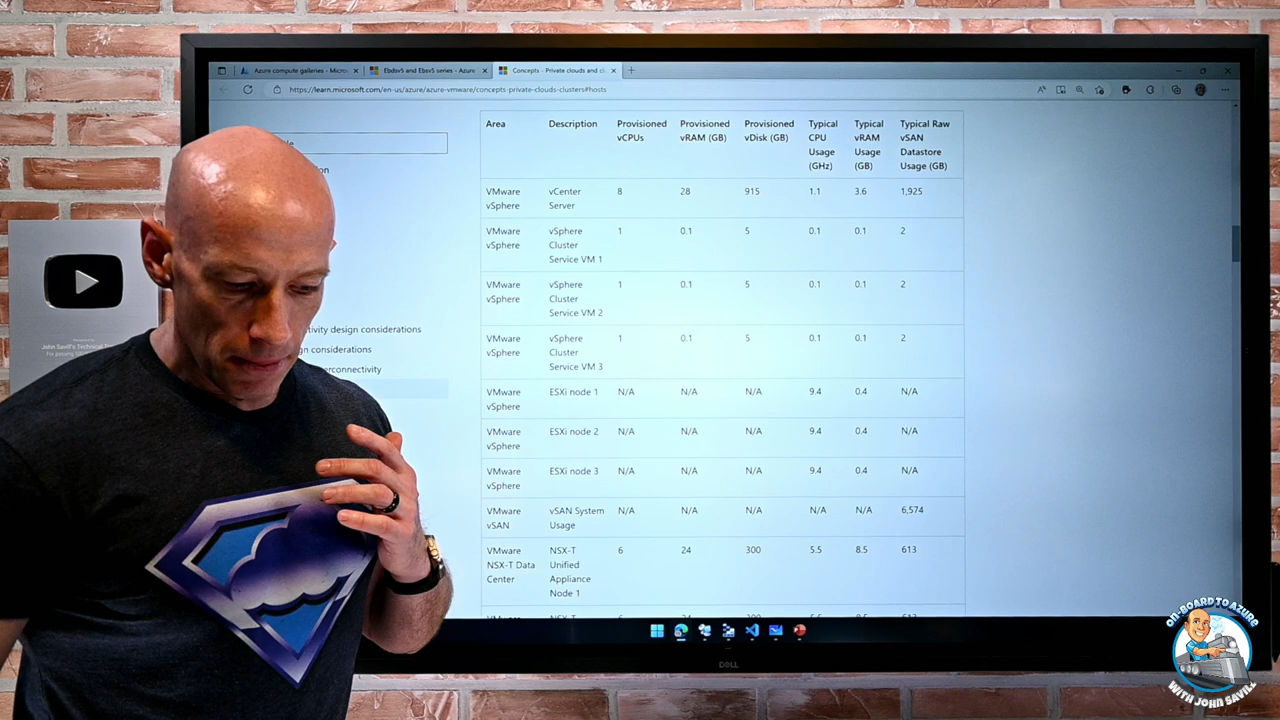 Azure compute galleries - Micros
Ebdsv5 and Ebsv5 series - Azure
Concepts - Private clouds and cl
https://learn.microsoft.com/en-us/azure/azure-vmware/concepts-private-clouds-clusters#hosts
Area Description Provisioned vCPUs Provisioned vRAM (GB) Provisioned vDisk (GB) Typical CPU Usage (GHz) Typical vRAM Usage (GB) Typical Raw vSAN Datastore Usage (GB)
VMware vSphere vCenter Server 8 28 915 1.1 3.6 1,925
VMware vSphere vSphere Cluster Service VM 1 1 0.1 5 0.1 0.1 2
VMware vSphere vSphere Cluster Service VM 2 1 0.1 5 0.1 0.1 2
VMware vSphere vSphere Cluster Service VM 3 1 0.1 5 0.1 0.1 2
VMware vSphere ESXi node 1 N/A N/A N/A 9.4 0.4 N/A
VMware vSphere ESXi node 2 N/A N/A N/A 9.4 0.4 N/A
VMware vSphere ESXi node 3 N/A N/A N/A 9.4 0.4 N/A
VMware vSAN vSAN System Usage N/A N/A N/A N/A N/A 6,574
VMware NSX-T Data Center NSX-T Unified Appliance Node 1 6 24 300 5.5 8.5 613
tivity design considerations
gn considerations
erconnectivity
John Savill's Technical Tra
DELL
ON-BOARD TO AZURE
WITH JOHN SAVILL